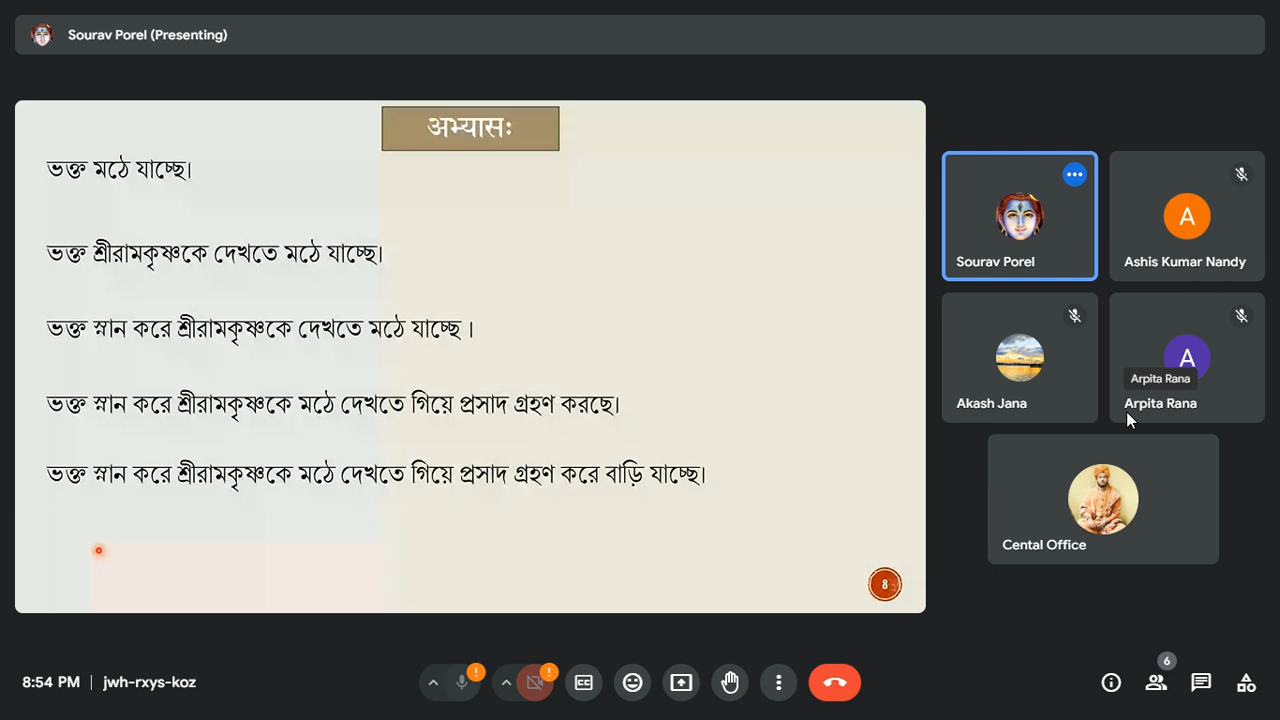 Sourav Porel (Presenting)
अभ्यासः
ভক্ত মঠে যাচ্ছে।
ভক্ত শ্রীরামকৃষ্ণকে দেখতে মঠে যাচ্ছে।
ভক্ত স্নান করে শ্রীরামকৃষ্ণকে দেখতে মঠে যাচ্ছে ।
ভক্ত স্নান করে শ্রীরামকৃষ্ণকে মঠে দেখতে গিয়ে প্রসাদ গ্রহণ করছে।
ভক্ত স্নান করে শ্রীরামকৃষ্ণকে মঠে দেখতে গিয়ে প্রসাদ গ্রহণ করে বাড়ি যাচ্ছে।
8
Sourav Porel
A
Ashis Kumar Nandy
Akash Jana
A
Arpita Rana
Arpita Rana
Cental Office
8:54 PM | jwh-rxys-koz
6